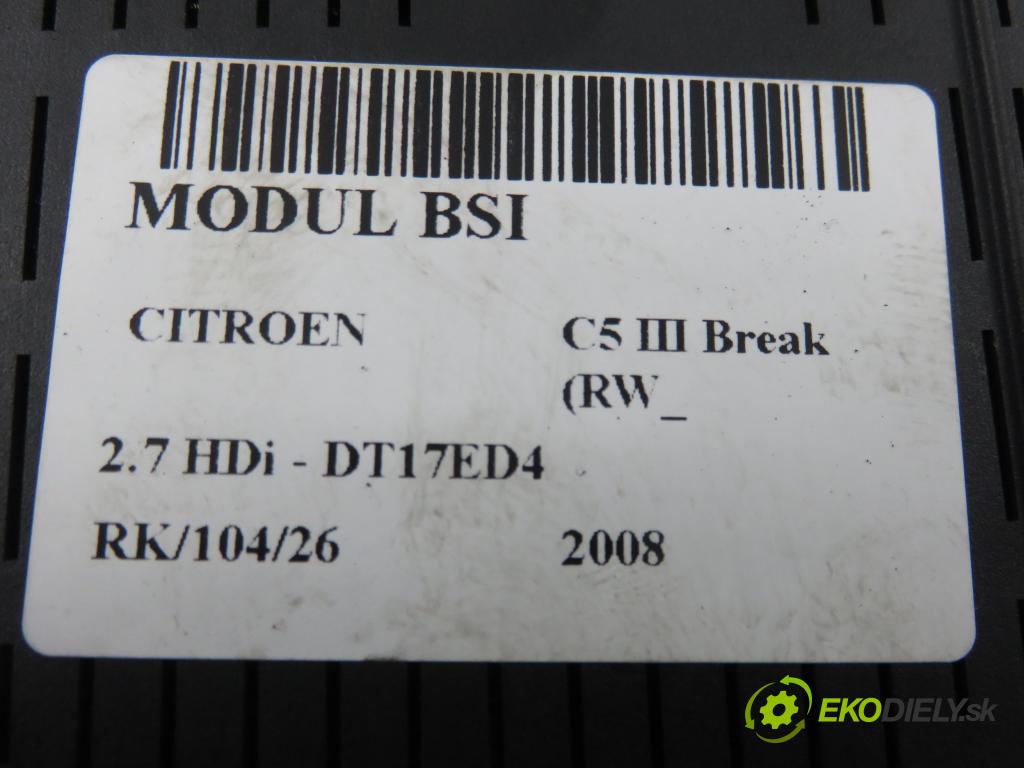 MODUL BSI
CITROEN C5 III Break
(RW_
2.7 HDi - DT17ED4
RK/104/26 2008
EKODIELY.sk